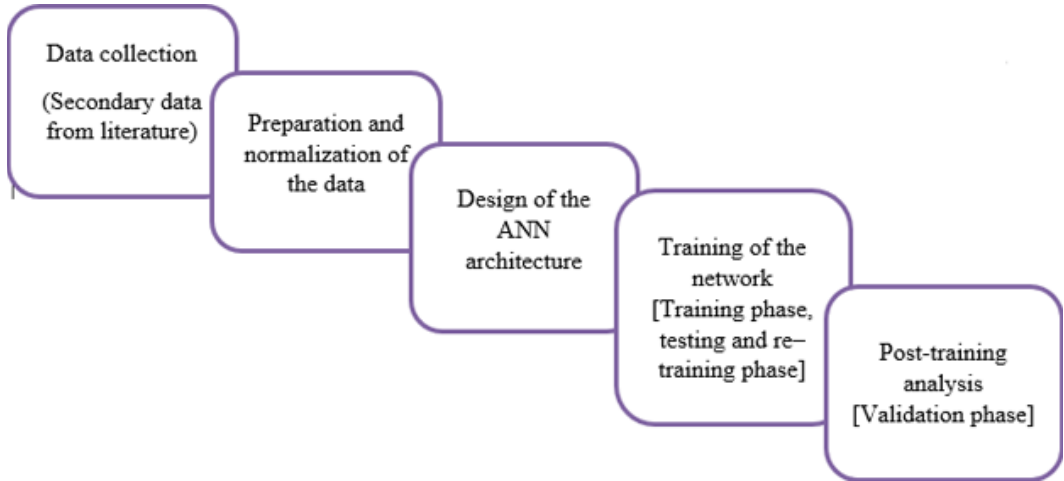 Data collection
(Secondary data
from literature)
Preparation and
normalization of
the data
Design of the
ANN
architecture
Training of the
network
[Training phase,
testing and re–
training phase]
Post-training
analysis
[Validation phase]